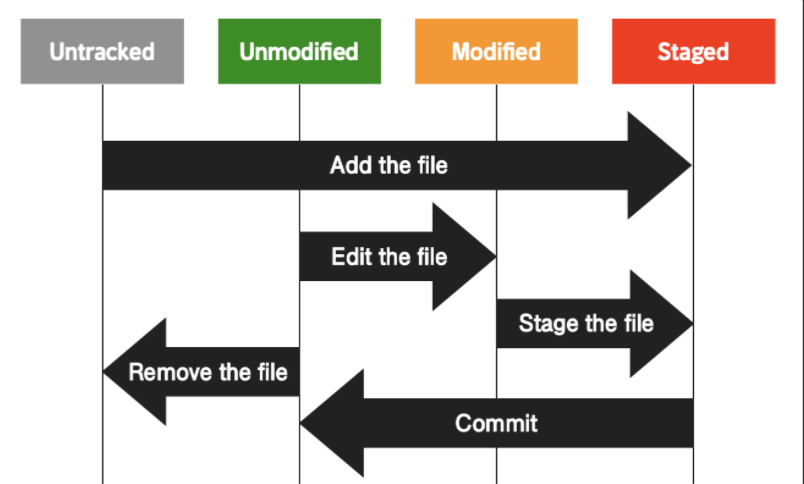 Untracked
Unmodified
Modified
Staged
Add the file
Edit the file
Stage the file
Remove the file
Commit